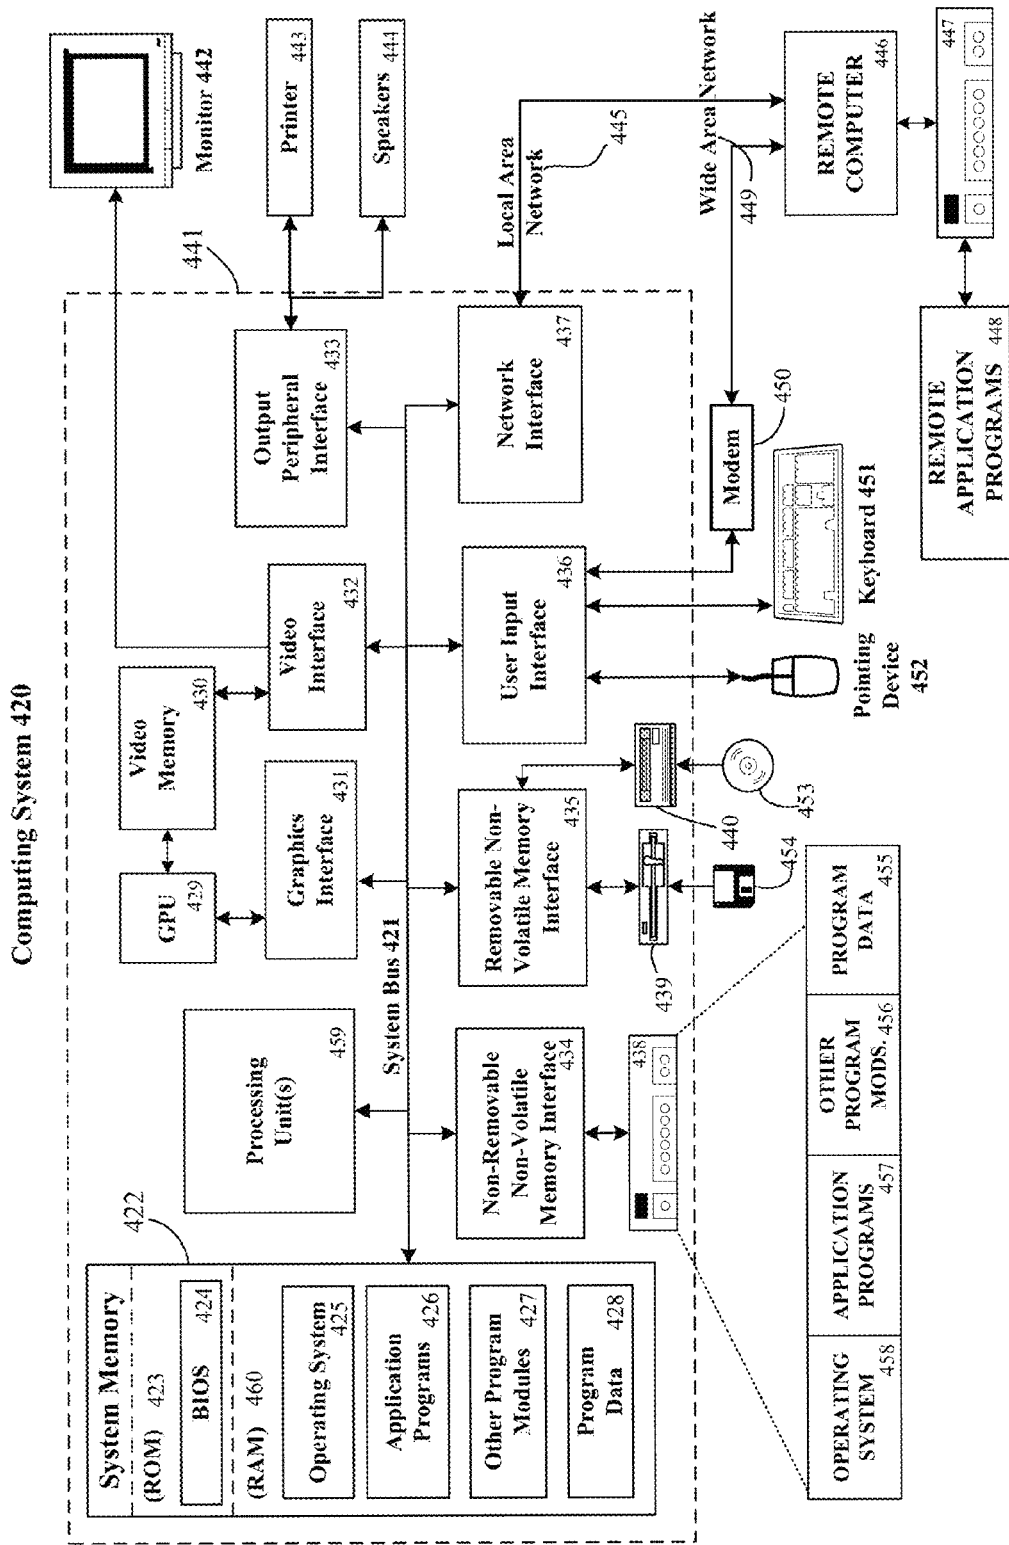 Computing System 420
System Memory
422
(ROM) 423
BIOS
424
(RAM) 460
Operating System
425
Application
Programs
426
Other Program
Modules
427
Program
Data
428
Processing
Unit(s)
459
System Bus 421
GPU
429
Video
Memory
430
Graphics
Interface
431
Video
Interface
432
Output
Peripheral
Interface
433
441
Monitor 442
Printer
443
Speakers
444
Non-Removable
Non-Volatile
Memory Interface
434
Removable Non-
Volatile Memory
Interface
435
User Input
Interface
436
Network
Interface
437
Local Area
Network
445
438
439
440
454
453
Pointing
Device
452
Keyboard 451
Modem
450
Wide Area Network
449
REMOTE
COMPUTER
446
447
REMOTE
APPLICATION
PROGRAMS
448
OPERATING
SYSTEM
458
APPLICATION
PROGRAMS
457
OTHER
PROGRAM
MODS.
456
PROGRAM
DATA
455